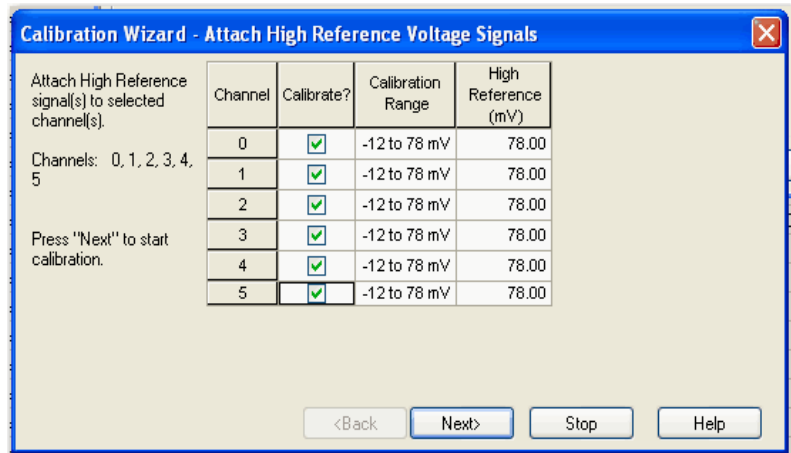 Calibration Wizard - Attach High Reference Voltage Signals
Attach High Reference
signal(s) to selected
channel(s).
Channels: 0, 1, 2, 3, 4,
5
Press "Next" to start
calibration.
Channel Calibrate? Calibration Range High Reference (mV)
0 -12 to 78 mV 78.00
1 -12 to 78 mV 78.00
2 -12 to 78 mV 78.00
3 -12 to 78 mV 78.00
4 -12 to 78 mV 78.00
5 -12 to 78 mV 78.00
<Back Next> Stop Help